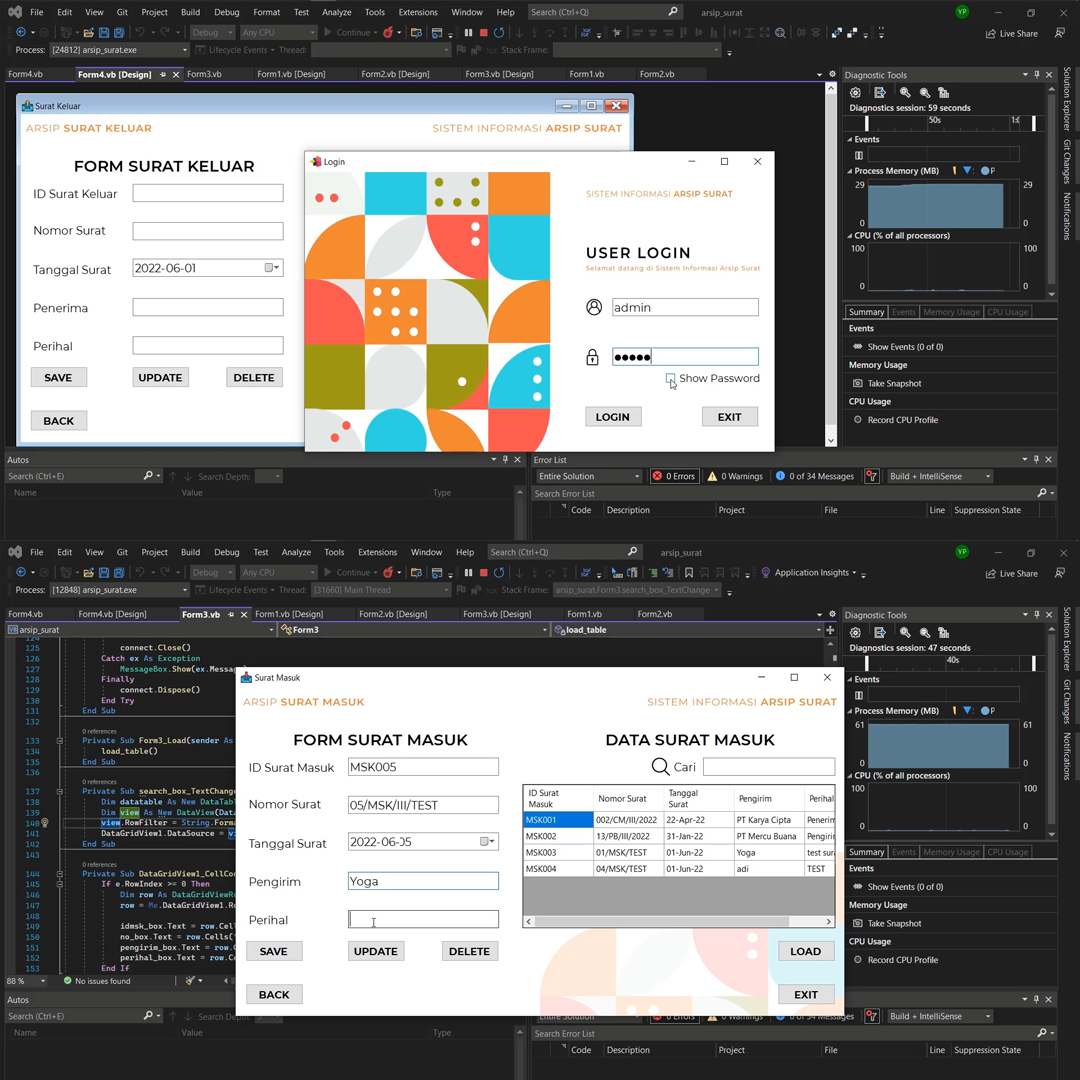 File Edit View Git Project Build Debug Format Test Analyze Tools Extensions Window Help Search (Ctrl+Q) arsip_surat YP
Debug Any CPU Continue Live Share
Process: [24812] arsip_surat.exe Lifecycle Events Thread: Stack Frame:
Form4.vb Form4.vb [Design] Form3.vb Form1.vb [Design] Form2.vb [Design] Form3.vb [Design] Form1.vb Form2.vb
Surat Keluar
ARSIP SURAT KELUAR SISTEM INFORMASI ARSIP SURAT
FORM SURAT KELUAR
ID Surat Keluar
Nomor Surat
Tanggal Surat 2022-06-01
Penerima
Perihal
SAVE UPDATE DELETE
BACK
Login
SISTEM INFORMASI ARSIP SURAT
USER LOGIN
Selamat datang di Sistem Informasi Arsip Surat
admin
●●●●●
Show Password
LOGIN EXIT
Diagnostic Tools
Diagnostics session: 59 seconds
50s 1:0
Events
Process Memory (MB) P
29 29
0 0
CPU (% of all processors)
100 100
0 0
Summary Events Memory Usage CPU Usage
Events
Show Events (0 of 0)
Memory Usage
Take Snapshot
CPU Usage
Record CPU Profile
Solution Explorer
Git Changes
Notifications
Autos
Search (Ctrl+E) Search Depth:
Name Value Type
Error List
Entire Solution 0 Errors 0 Warnings 0 of 34 Messages Build + IntelliSense
Search Error List
Code Description Project File Line Suppression State
File Edit View Git Project Build Debug Test Analyze Tools Extensions Window Help Search (Ctrl+Q) arsip_surat YP
Debug Any CPU Continue Application Insights Live Share
Process: [12848] arsip_surat.exe Lifecycle Events Thread: [31660] Main Thread Stack Frame: arsip_surat.Form3.search_box_TextChange
Form4.vb Form4.vb [Design] Form3.vb Form1.vb [Design] Form2.vb [Design] Form3.vb [Design] Form1.vb Form2.vb
arsip_surat Form3 load_table
124
125 connect.Close()
126 Catch ex As Exception
127 MessageBox.Show(ex.Messa
128 Finally
129 connect.Dispose()
130 End Try
131 End Sub
132
0 references
133 Private Sub Form3_Load(sender As
134 load_table()
135 End Sub
136
0 references
137 Private Sub search_box_TextChange
138 Dim datatable As New DataTabl
139 Dim view As New DataView(Dat
140 view.RowFilter = String.Forma
141 DataGridView1.DataSource = vi
142 End Sub
143
0 references
144 Private Sub DataGridView1_CellCon
145 If e.RowIndex >= 0 Then
146 Dim row As DataGridViewRo
147 row = Me.DataGridView1.Ro
148
149 idmsk_box.Text = row.Cell
150 no_box.Text = row.Cells("
151 pengirim_box.Text = row.C
152 perihal_box.Text = row.Ce
153 End If
88 % No issues found
Surat Masuk
ARSIP SURAT MASUK SISTEM INFORMASI ARSIP SURAT
FORM SURAT MASUK
ID Surat Masuk MSK005
Nomor Surat 05/MSK/III/TEST
Tanggal Surat 2022-06-05
Pengirim Yoga
Perihal
SAVE UPDATE DELETE
BACK
DATA SURAT MASUK
Cari
ID Surat Masuk Nomor Surat Tanggal Surat Pengirim Perihal
MSK001 002/CM/III/2022 22-Apr-22 PT Karya Cipta Penerim
MSK002 13/PB/III/2022 31-Jan-22 PT Mercu Buana Pengirin
MSK003 01/MSK/TEST 01-Jun-22 Yoga test sura
MSK004 04/MSK/TEST 01-Jun-22 adi TEST
LOAD
EXIT
Diagnostic Tools
Diagnostics session: 47 seconds
40s
Events
Process Memory (MB) P
61 61
0 0
CPU (% of all processors)
100 100
0 0
Summary Events Memory Usage CPU Usage
Events
Show Events (0 of 0)
Memory Usage
Take Snapshot
CPU Usage
Record CPU Profile
Solution Explorer
Git Changes
Notifications
Autos
Search (Ctrl+E) Search Depth:
Name Value Type
Entire Solution 0 Errors 0 Warnings 0 of 34 Messages Build + IntelliSense
Search Error List
Code Description Project File Line Suppression State